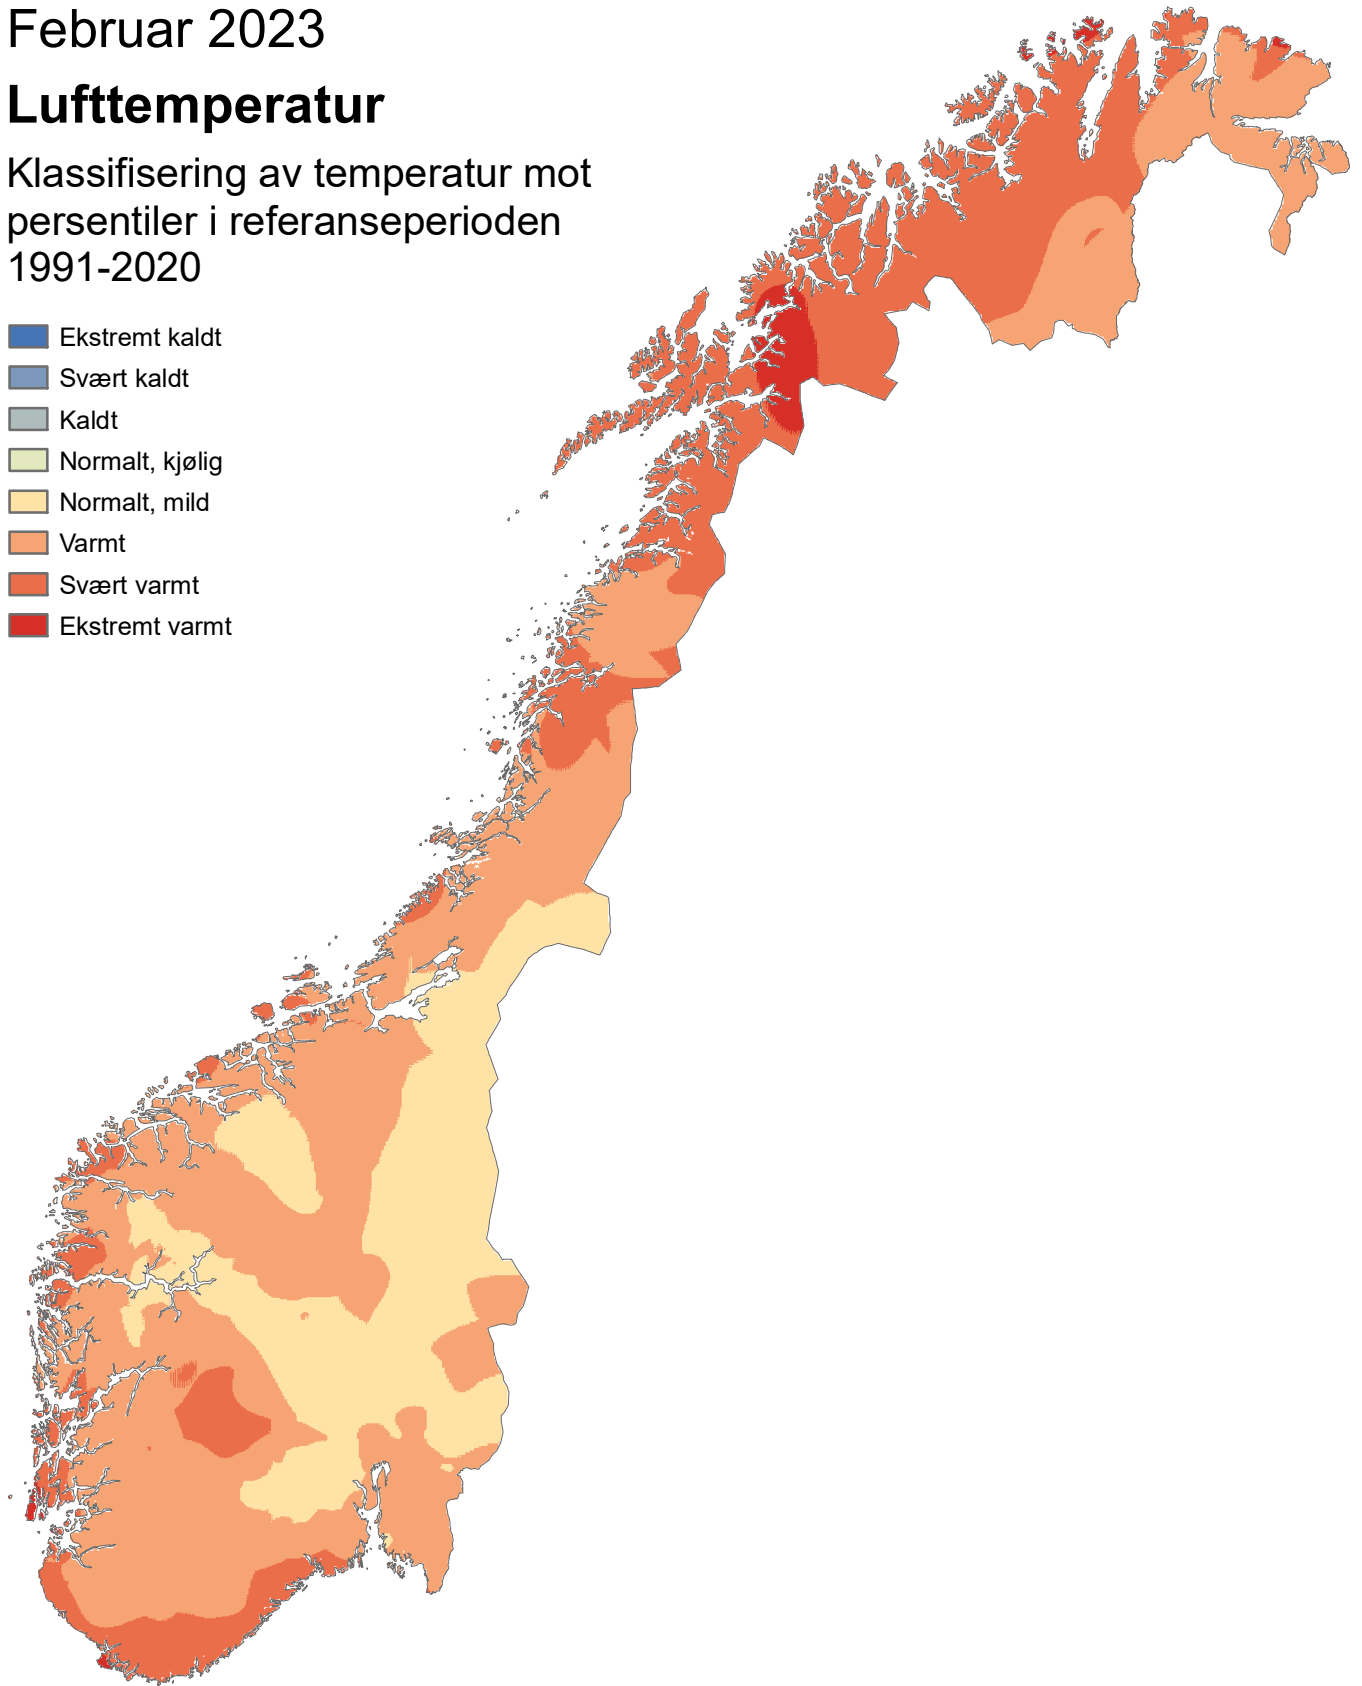 Februar 2023
Lufttemperatur
Klassifisering av temperatur mot
persentiler i referanseperioden
1991-2020
Ekstremt kaldt
Svært kaldt
Kaldt
Normalt, kjølig
Normalt, mild
Varmt
Svært varmt
Ekstremt varmt